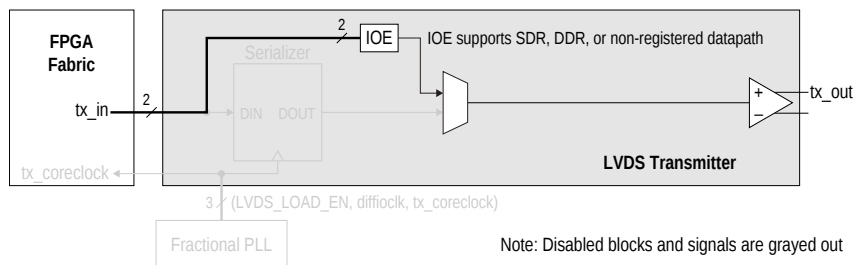 FPGA
Fabric
2
IOE
IOE supports SDR, DDR, or non-registered datapath
Serializer
tx_in
2
DIN
DOUT
+
–
tx_out
LVDS Transmitter
tx_coreclock
3
(LVDS_LOAD_EN, diffioclk, tx_coreclock)
Fractional PLL
Note: Disabled blocks and signals are grayed out